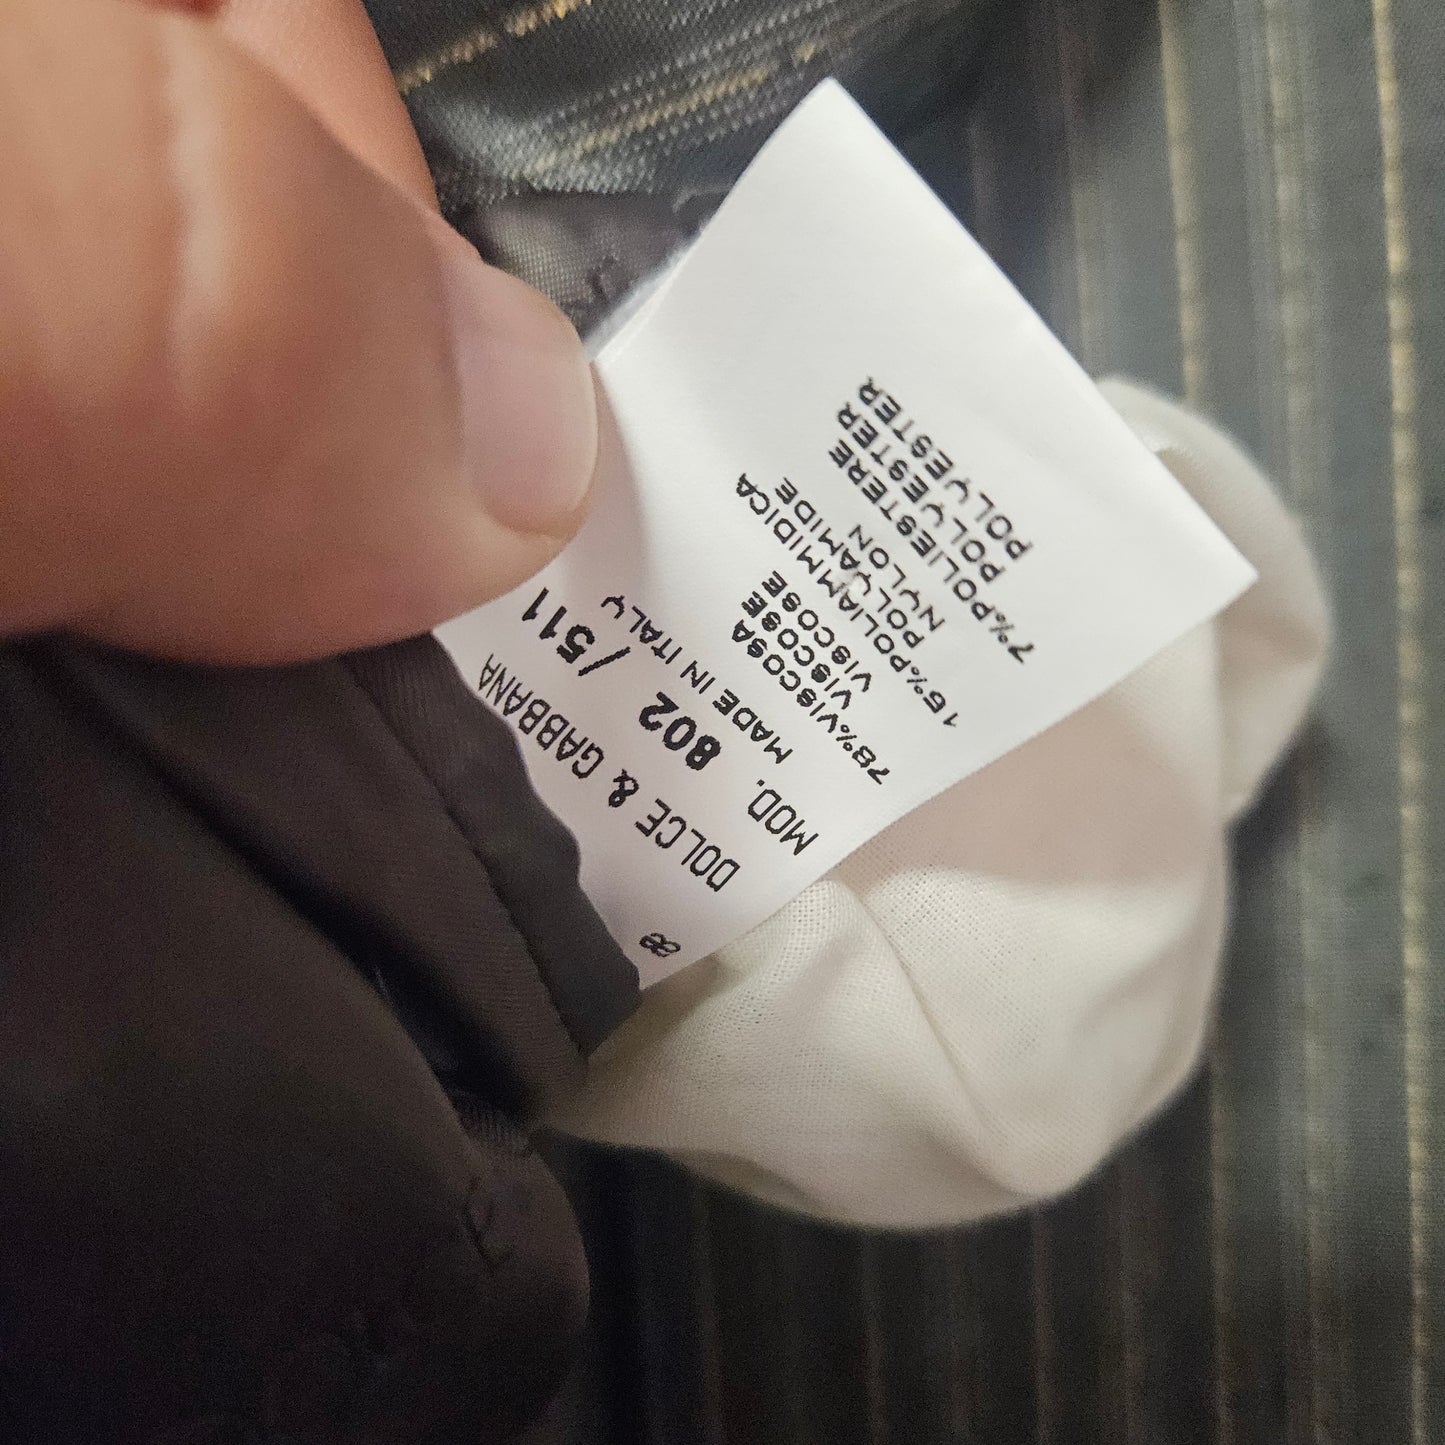 DOLCE & GABBANA
MOD. 802 /511
MADE IN ITALY
78%VISCOSA
VISCOSE
VISCOSE
15%POLIAMMIDICA
POLYAMIDE
NYLON
7%POLIESTERE
POLYESTER
POLYESTER